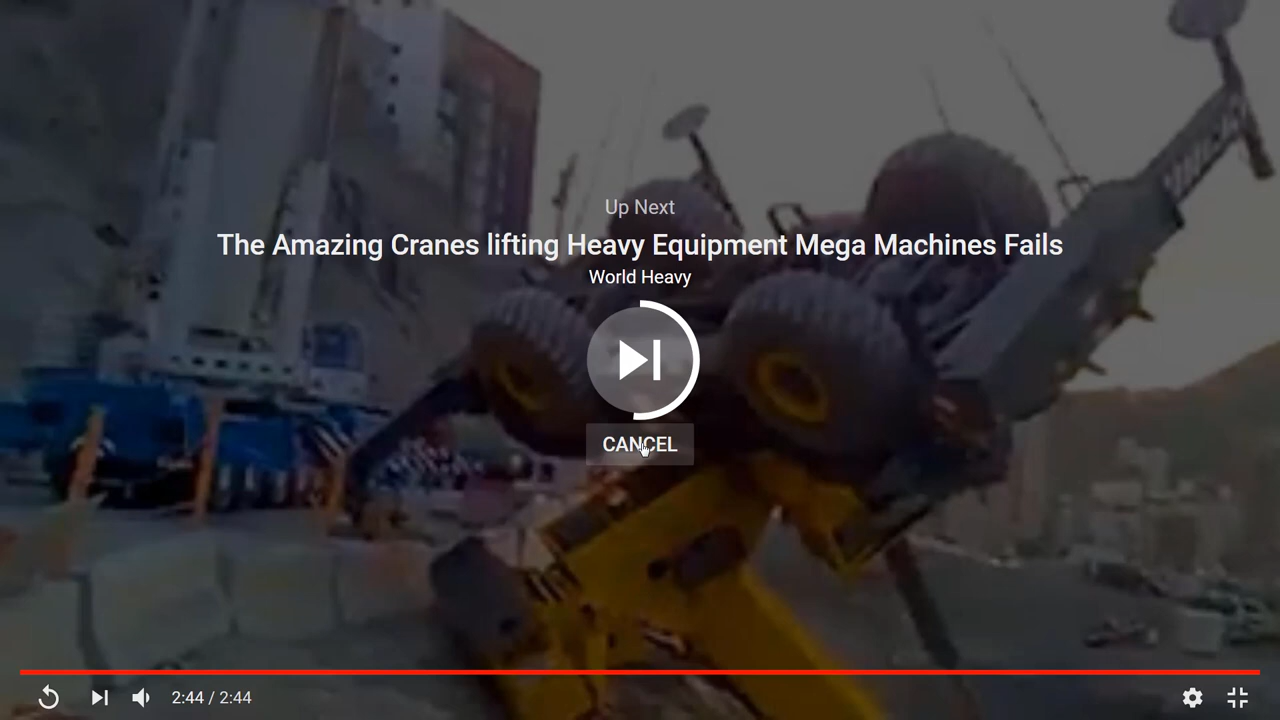 Up Next
The Amazing Cranes lifting Heavy Equipment Mega Machines Fails
World Heavy
CANCEL
2:44 / 2:44